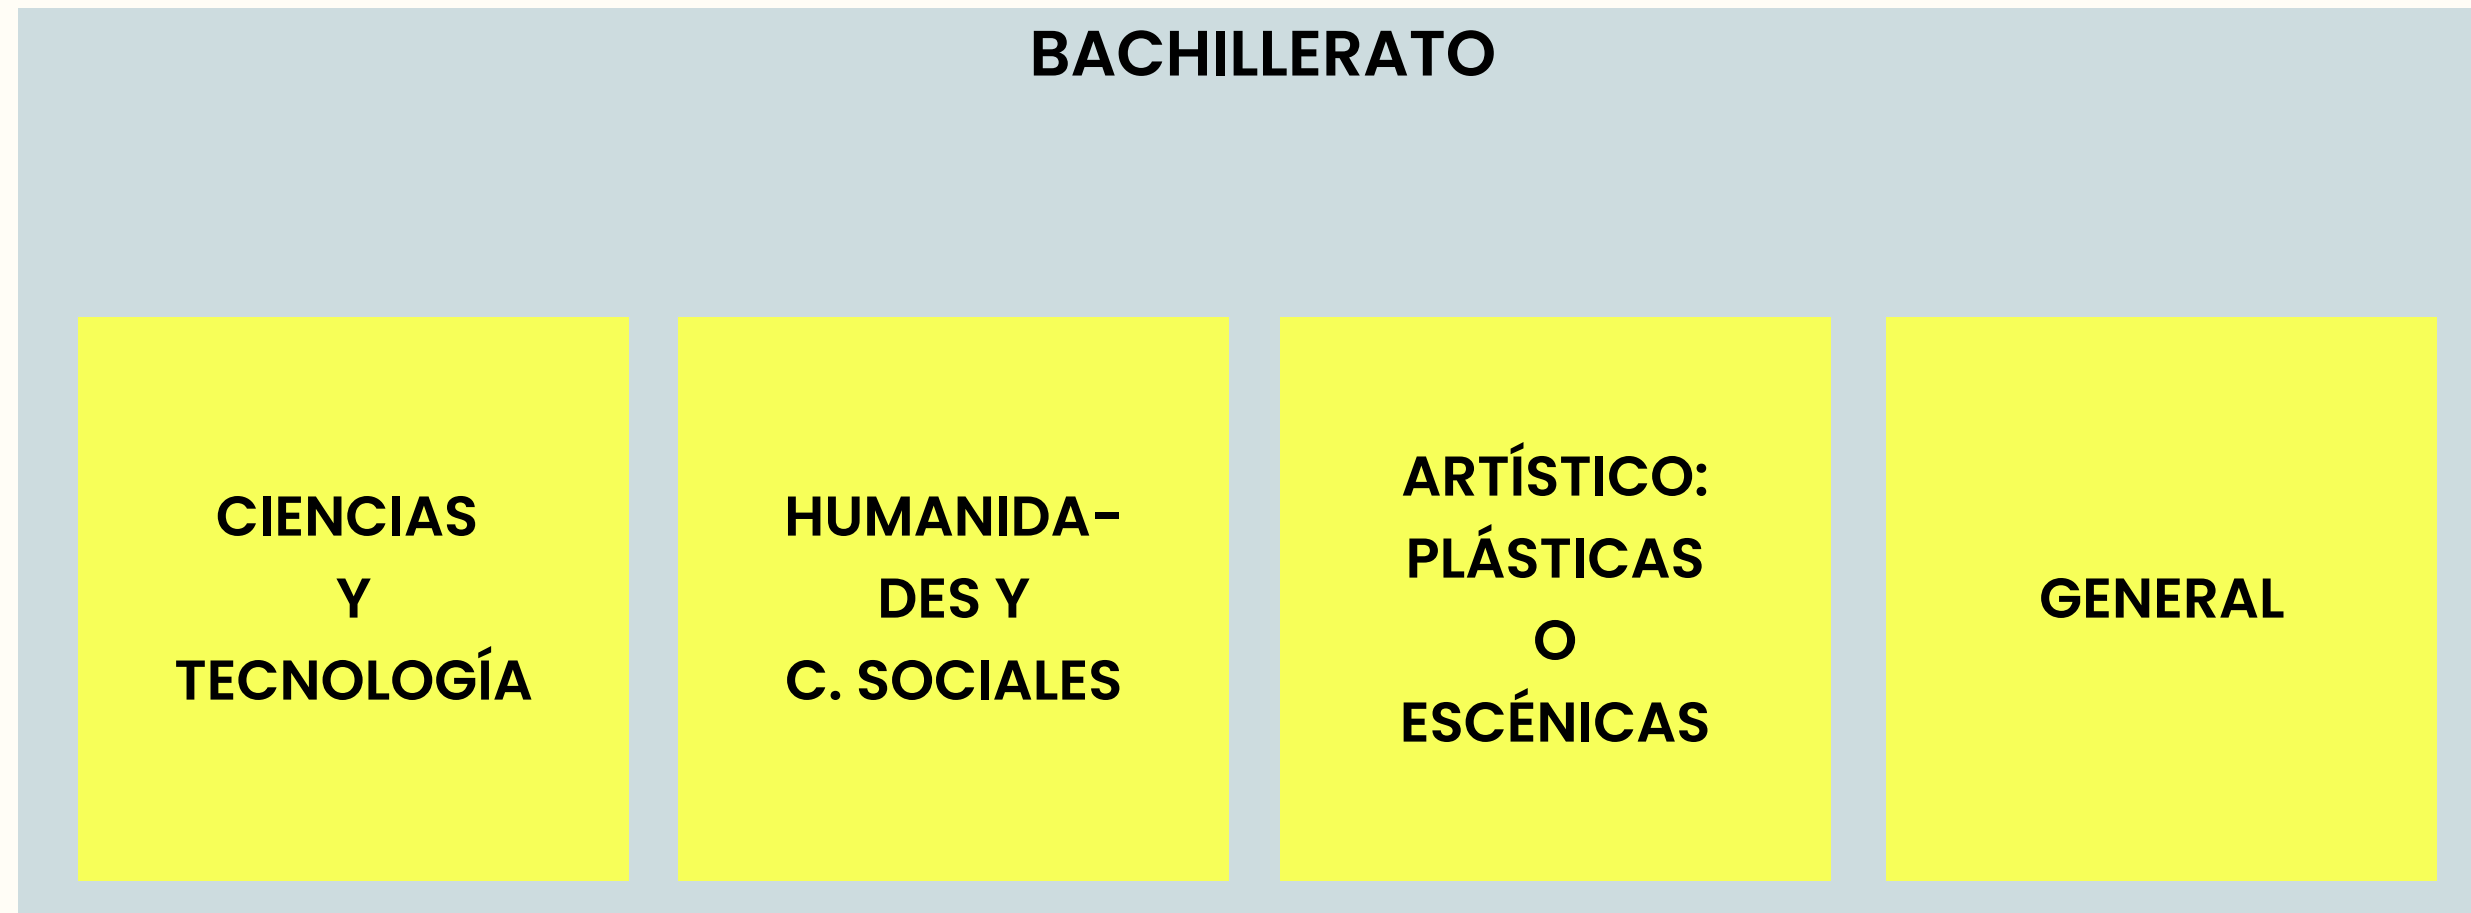 BACHILLERATO
CIENCIAS
Y
TECNOLOGÍA
HUMANIDA-
DES Y
C. SOCIALES
ARTÍSTICO:
PLÁSTICAS
O
ESCÉNICAS
GENERAL